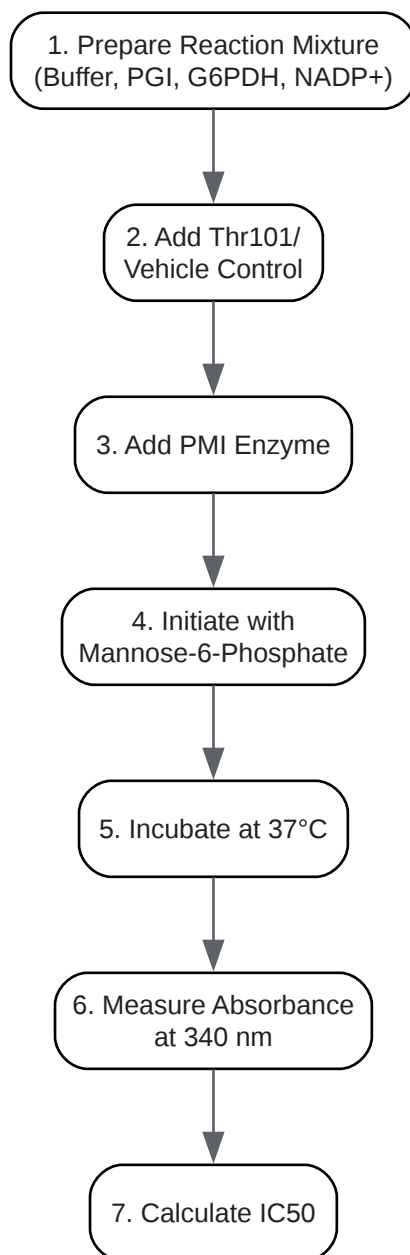 1. Prepare Reaction Mixture
(Buffer, PGI, G6PDH, NADP+)
2. Add Thr101/
Vehicle Control
3. Add PMI Enzyme
4. Initiate with
Mannose-6-Phosphate
5. Incubate at 37°C
6. Measure Absorbance
at 340 nm
7. Calculate IC50